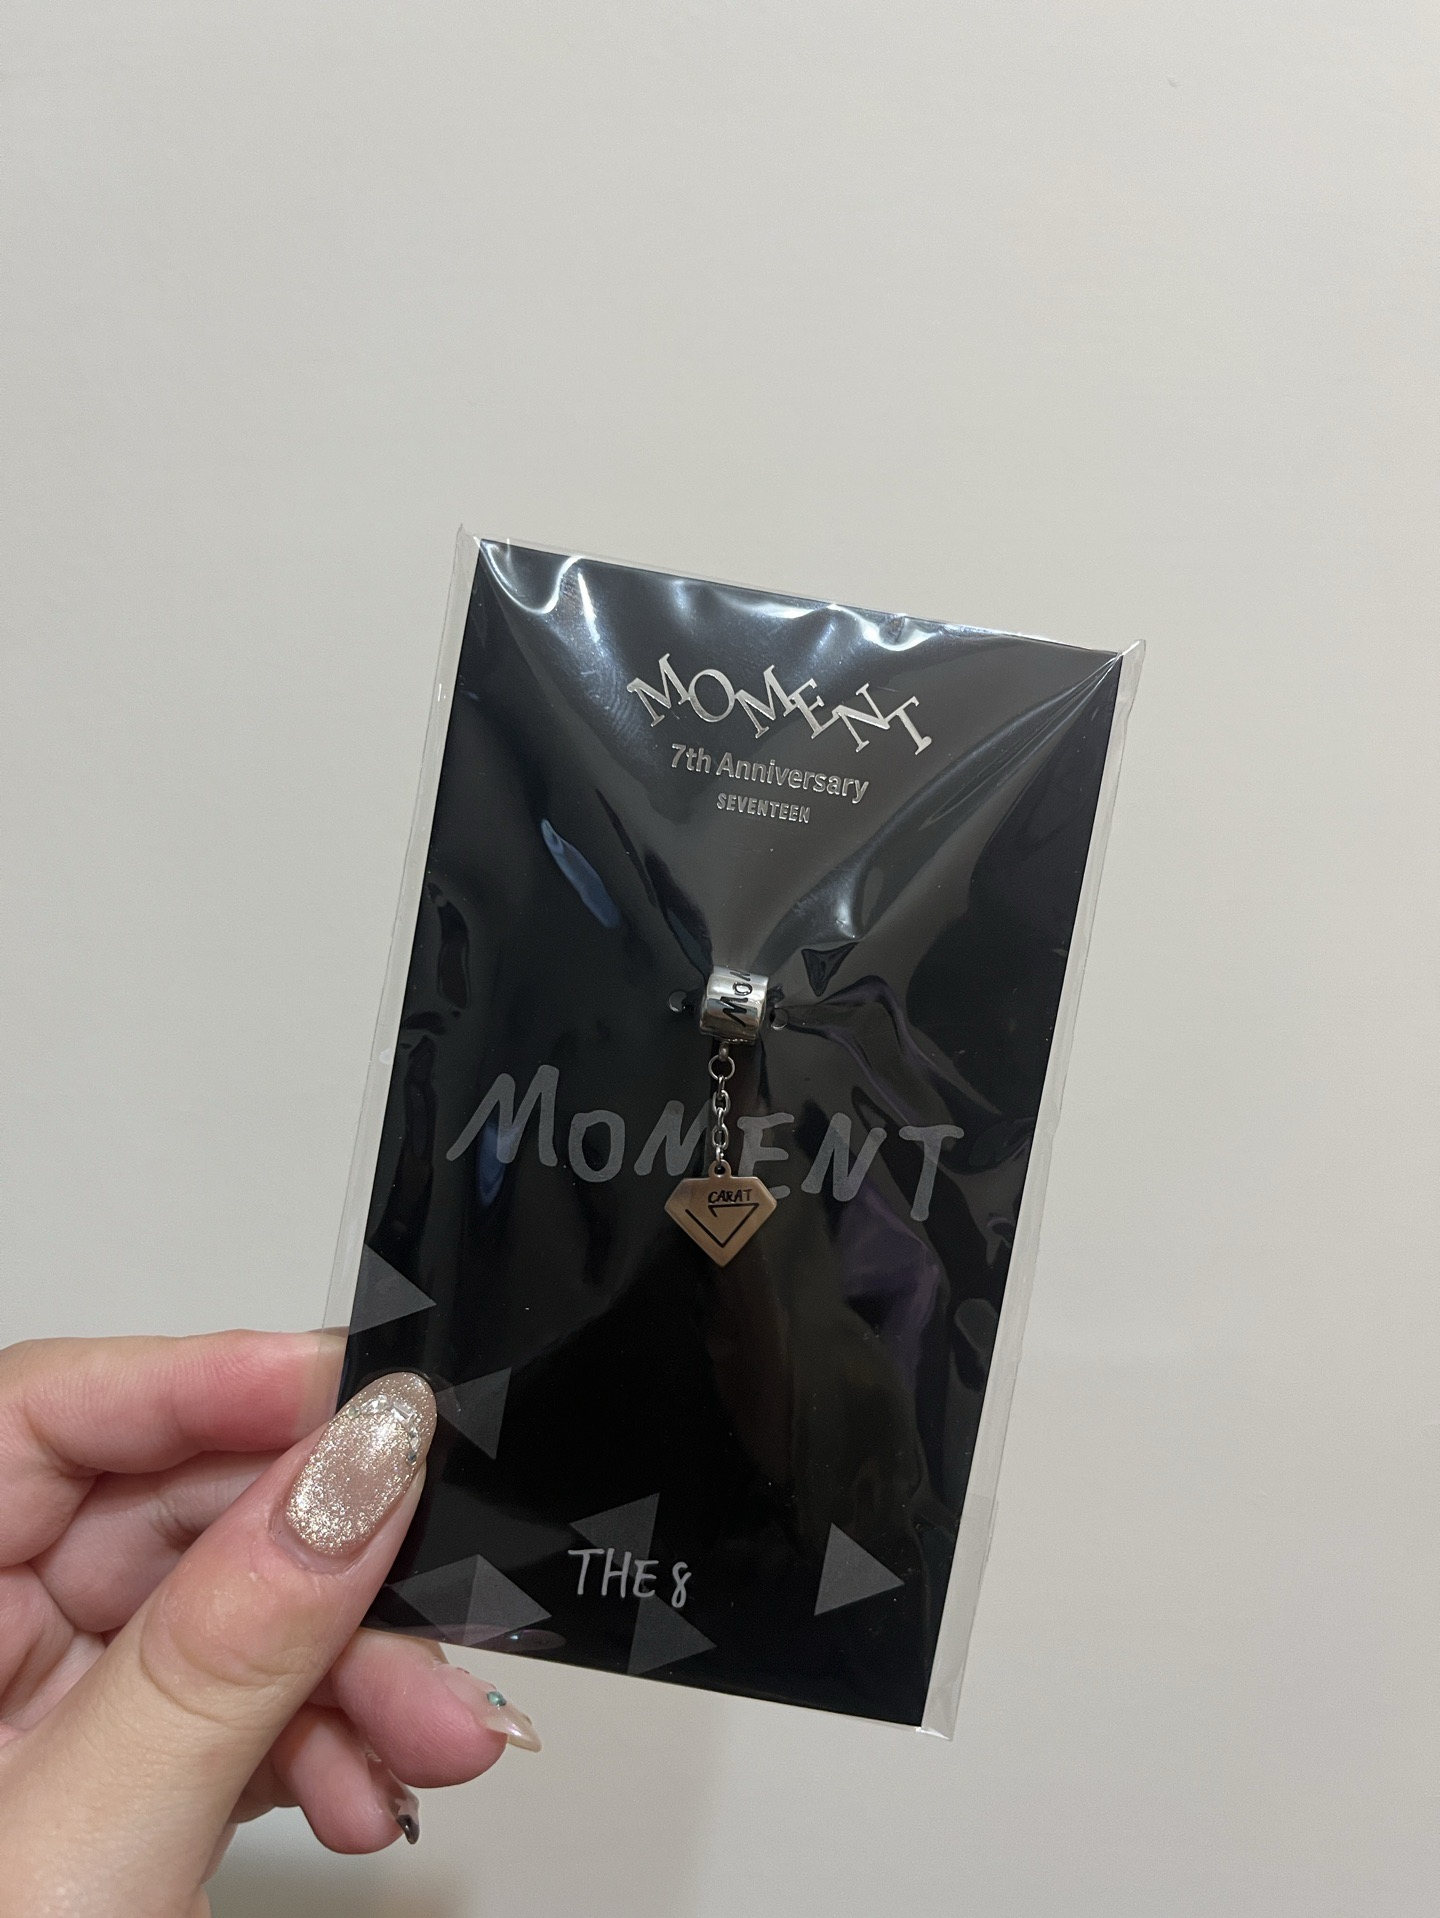 MOMENT
7th Anniversary
SEVENTEEN
MOMENT
CARAT
THE 8